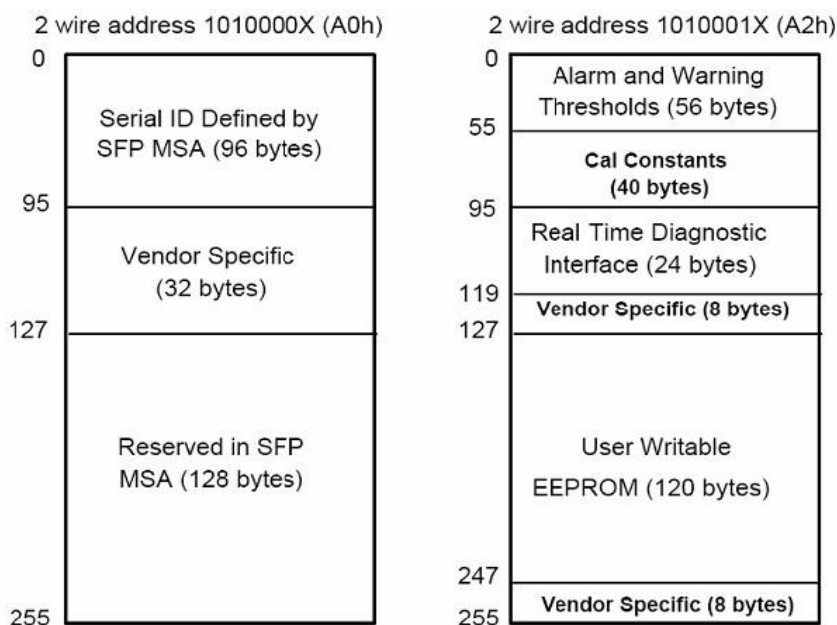 2 wire address 1010000X (A0h)
0
Serial ID Defined by
SFP MSA (96 bytes)
95
Vendor Specific
(32 bytes)
127
Reserved in SFP
MSA (128 bytes)
255
2 wire address 1010001X (A2h)
0
Alarm and Warning
Thresholds (56 bytes)
55
Cal Constants
(40 bytes)
95
Real Time Diagnostic
Interface (24 bytes)
119
Vendor Specific (8 bytes)
127
User Writable
EEPROM (120 bytes)
247
Vendor Specific (8 bytes)
255